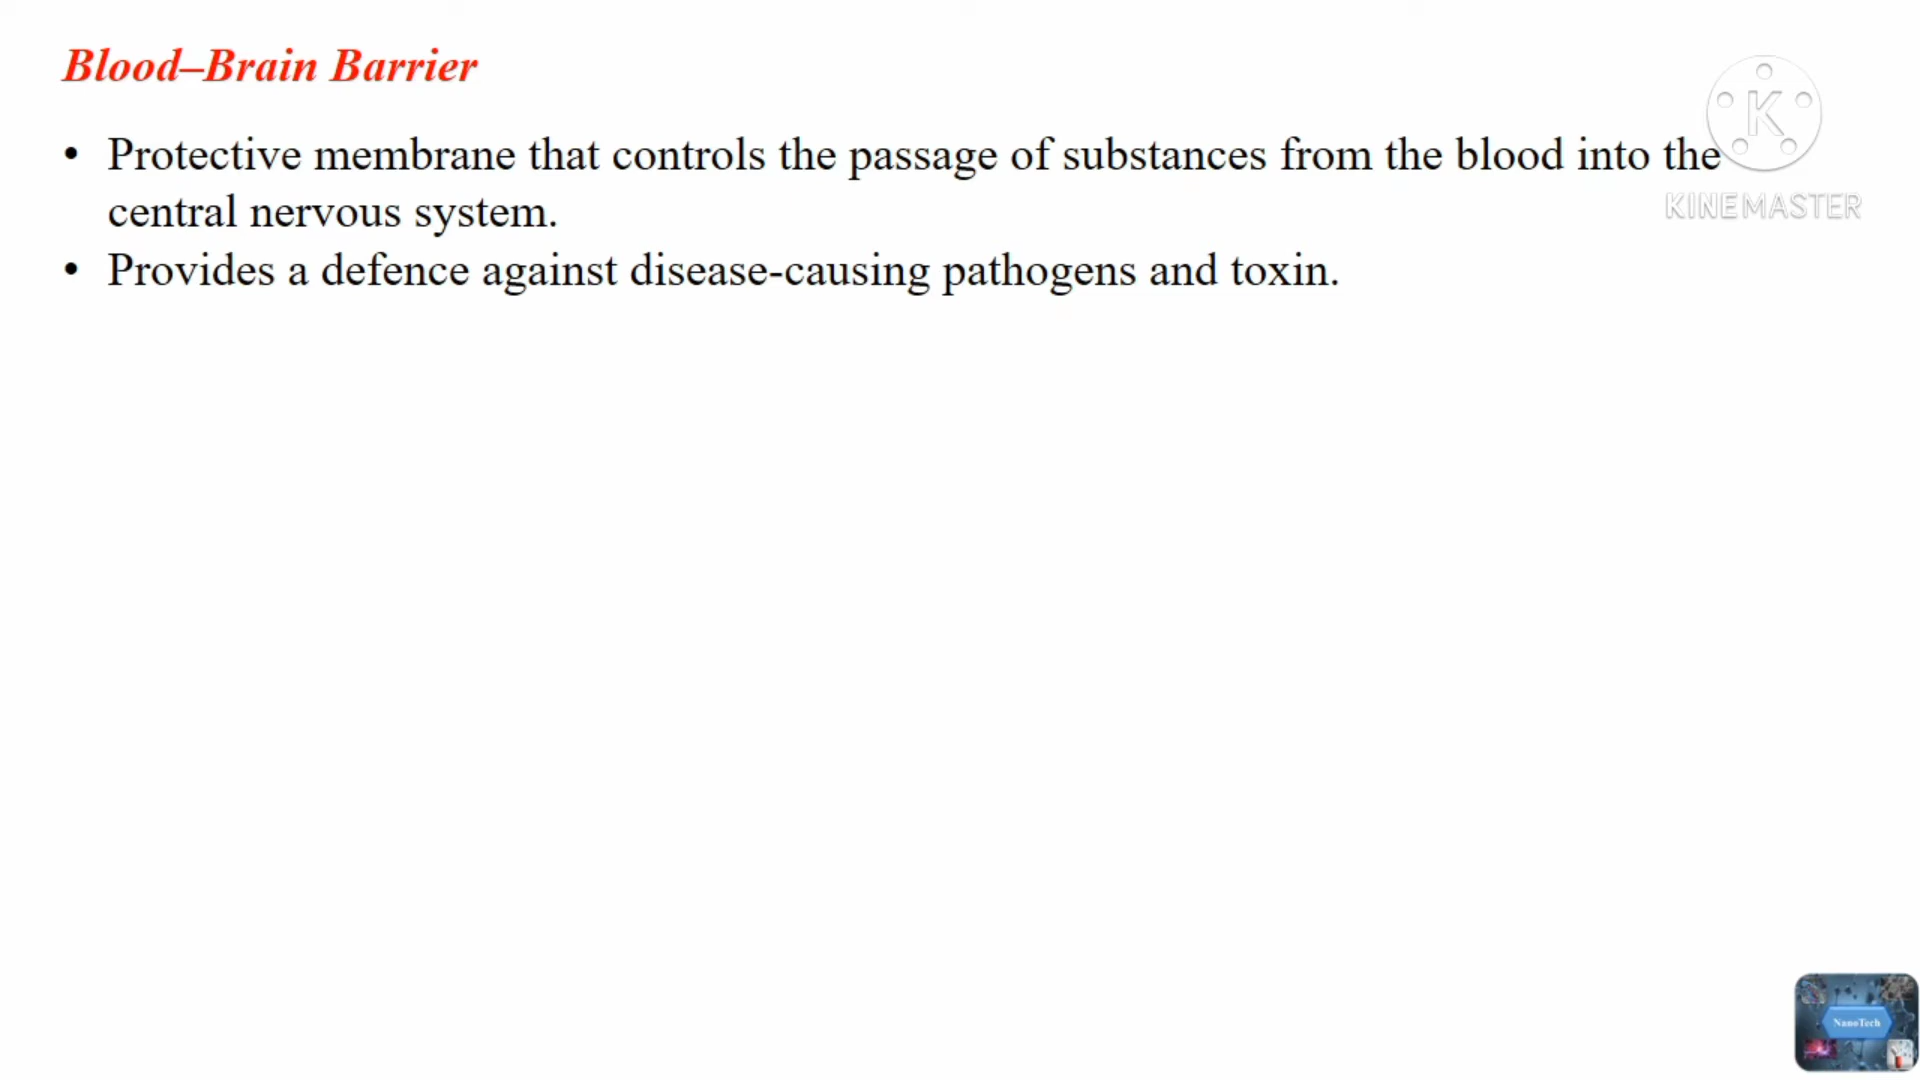 Blood–Brain Barrier
• Protective membrane that controls the passage of substances from the blood into the
central nervous system.
• Provides a defence against disease-causing pathogens and toxin.
K
KINEMASTER
NanoTech